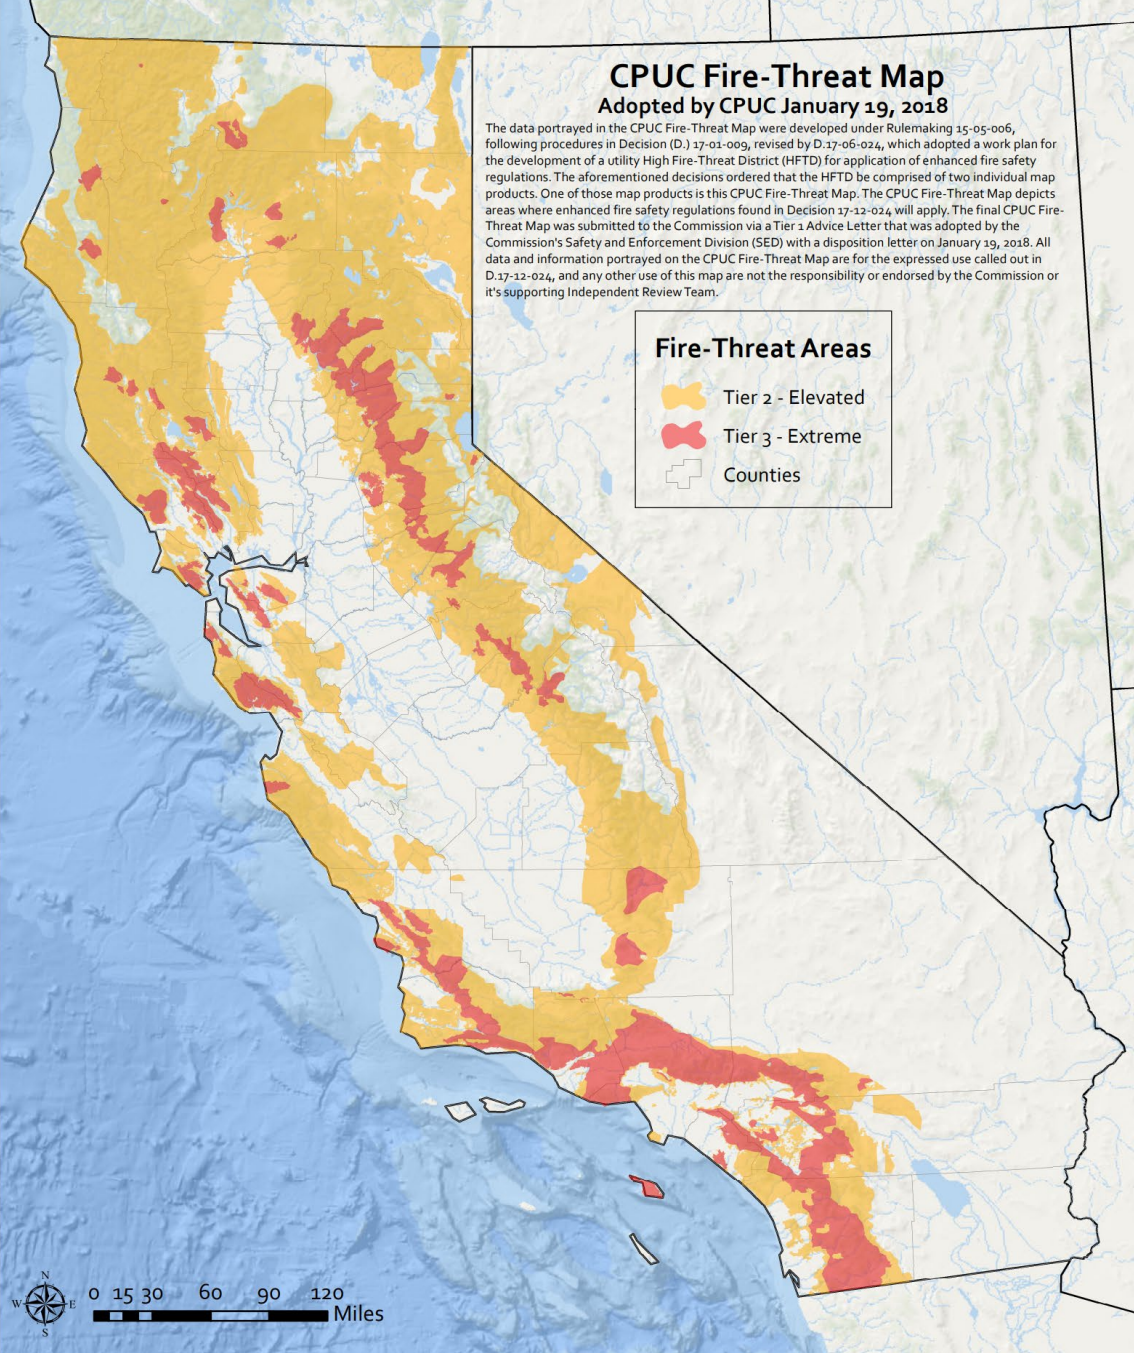 CPUC Fire-Threat Map
Adopted by CPUC January 19, 2018
The data portrayed in the CPUC Fire-Threat Map were developed under Rulemaking 15-05-006,
following procedures in Decision (D.) 17-01-009, revised by D.17-06-024, which adopted a work plan for
the development of a utility High Fire-Threat District (HFTD) for application of enhanced fire safety
regulations. The aforementioned decisions ordered that the HFTD be comprised of two individual map
products. One of those map products is this CPUC Fire-Threat Map. The CPUC Fire-Threat Map depicts
areas where enhanced fire safety regulations found in Decision 17-12-024 will apply. The final CPUC Fire-
Threat Map was submitted to the Commission via a Tier 1 Advice Letter that was adopted by the
Commission's Safety and Enforcement Division (SED) with a disposition letter on January 19, 2018. All
data and information portrayed on the CPUC Fire-Threat Map are for the expressed use called out in
D.17-12-024, and any other use of this map are not the responsibility or endorsed by the Commission or
it's supporting Independent Review Team.
Fire-Threat Areas
Tier 2 - Elevated
Tier 3 - Extreme
Counties
N
W E
S
0 15 30 60 90 120
Miles